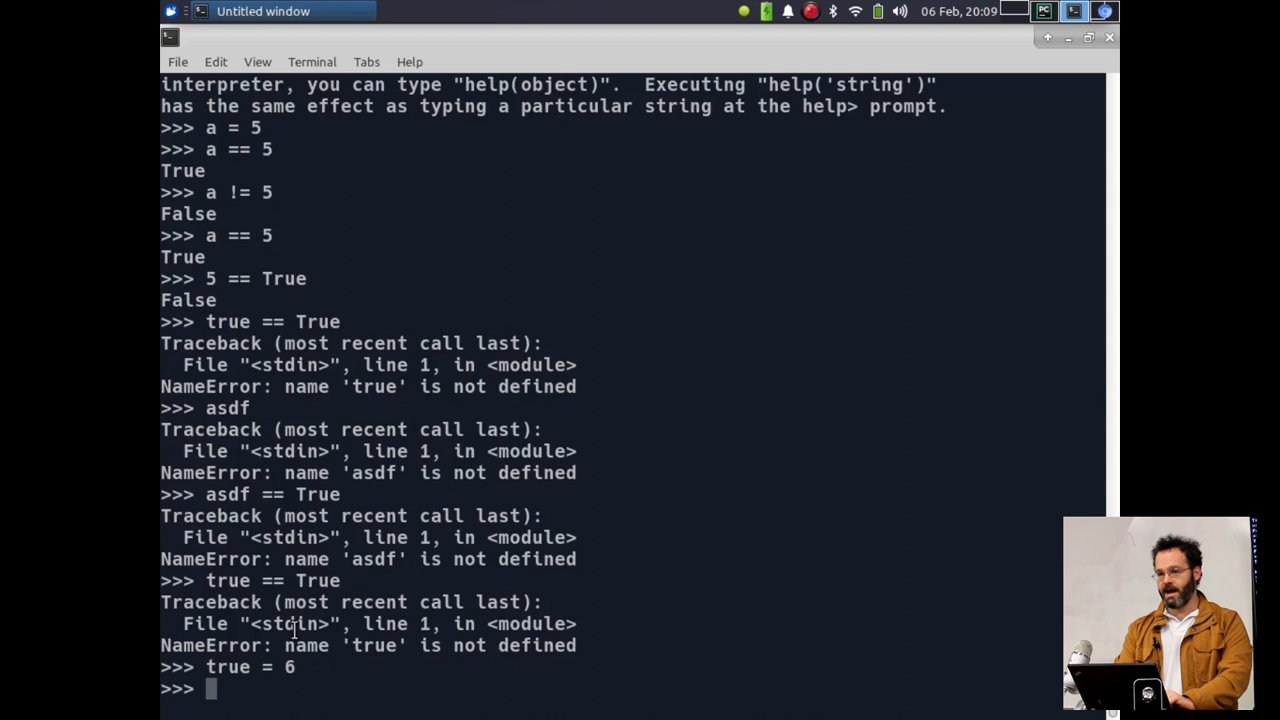 Untitled window
06 Feb, 20:09
File Edit View Terminal Tabs Help
interpreter, you can type "help(object)".  Executing "help('string')"
has the same effect as typing a particular string at the help> prompt.
>>> a = 5
>>> a == 5
True
>>> a != 5
False
>>> a == 5
True
>>> 5 == True
False
>>> true == True
Traceback (most recent call last):
  File "<stdin>", line 1, in <module>
NameError: name 'true' is not defined
>>> asdf
Traceback (most recent call last):
  File "<stdin>", line 1, in <module>
NameError: name 'asdf' is not defined
>>> asdf == True
Traceback (most recent call last):
  File "<stdin>", line 1, in <module>
NameError: name 'asdf' is not defined
>>> true == True
Traceback (most recent call last):
  File "<stdin>", line 1, in <module>
NameError: name 'true' is not defined
>>> true = 6
>>>